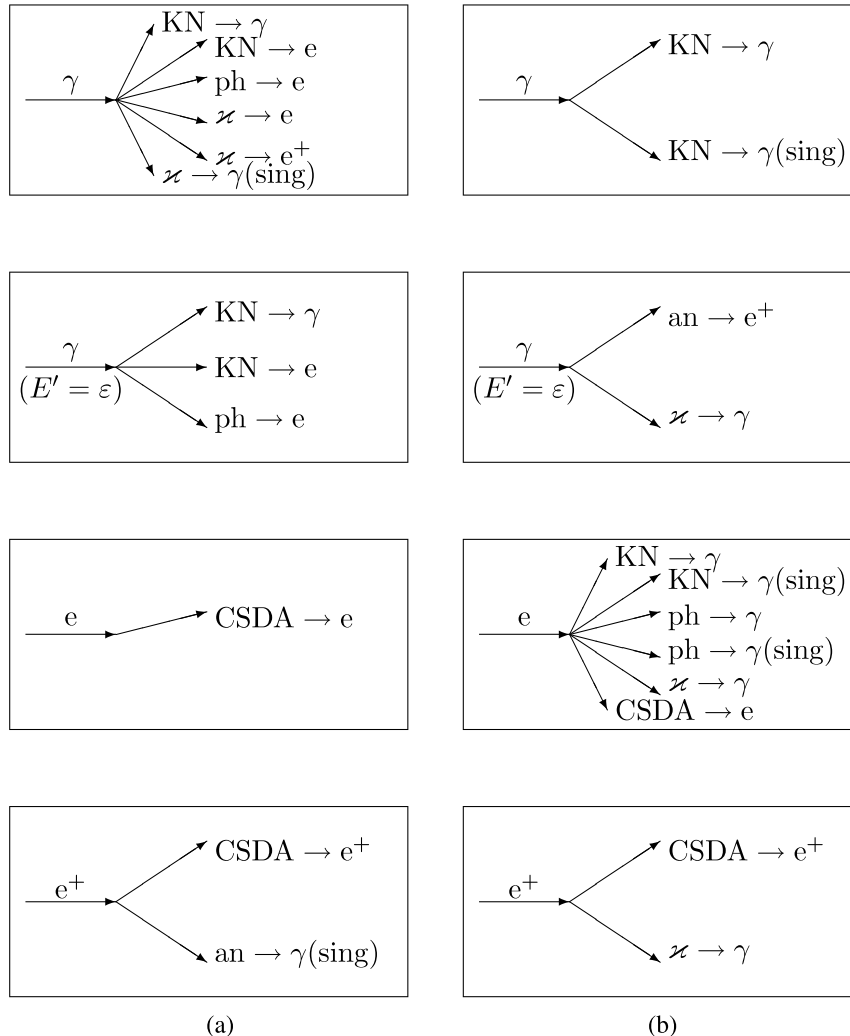 γ
KN → γ
KN → e
ph → e
ϰ → e
ϰ → e⁺
ϰ → γ(sing)
γ
KN → γ
KN → γ(sing)
γ
(E′ = ε)
KN → γ
KN → e
ph → e
γ
(E′ = ε)
an → e⁺
ϰ → γ
e
CSDA → e
e
KN → γ
KN → γ(sing)
ph → γ
ph → γ(sing)
ϰ → γ
CSDA → e
e⁺
CSDA → e⁺
an → γ(sing)
e⁺
CSDA → e⁺
ϰ → γ
(a)
(b)